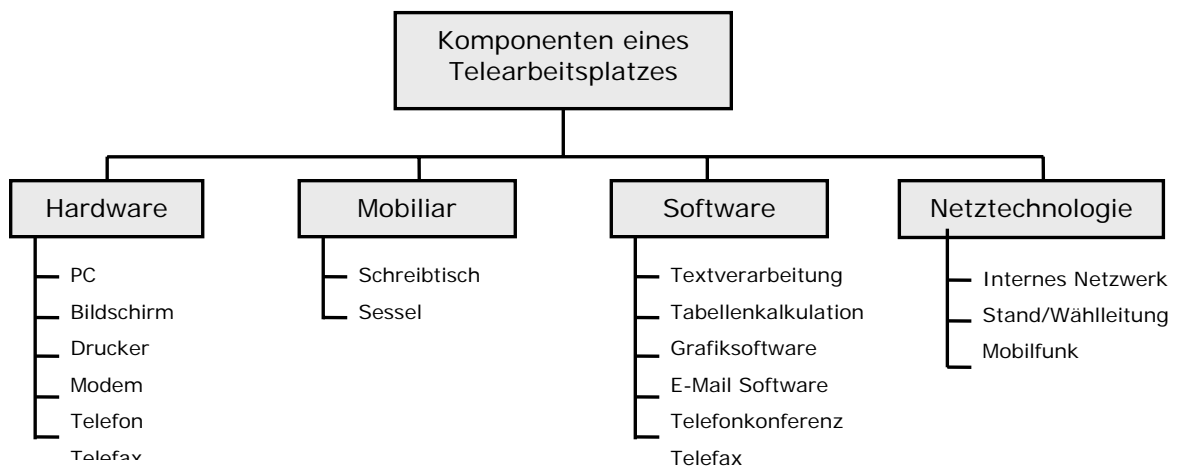 Komponenten eines
Telearbeitsplatzes
Hardware
PC
Bildschirm
Drucker
Modem
Telefon
Telefax
Mobiliar
Schreibtisch
Sessel
Software
Textverarbeitung
Tabellenkalkulation
Grafiksoftware
E-Mail Software
Telefonkonferenz
Telefax
Netztechnologie
Internes Netzwerk
Stand/Wählleitung
Mobilfunk